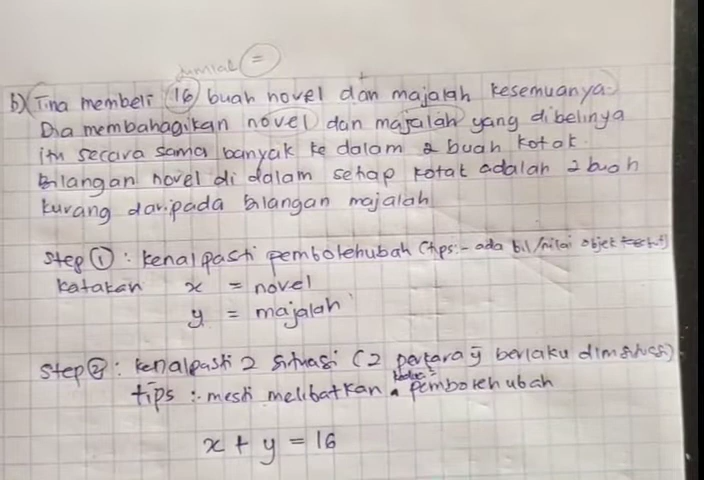 Jumlah =
b) Tina membeli 16 buah novel dan majalah kesemuanya.
Dia membahagikan novel dan majalah yang dibelinya
itu secara sama banyak ke dalam 2 buah kotak.
Bilangan novel di dalam setiap kotak adalah 2 buah
kurang daripada bilangan majalah
Step ①: kenalpasti pembolehubah (tips:- ada bil/nilai objek
katakan x = novel
y = majalah
Step ②: kenalpasti 2 situasi (2 perkara yg berlaku
tips :- mesti melibatkan kedua2 pembolehubah
x + y = 16